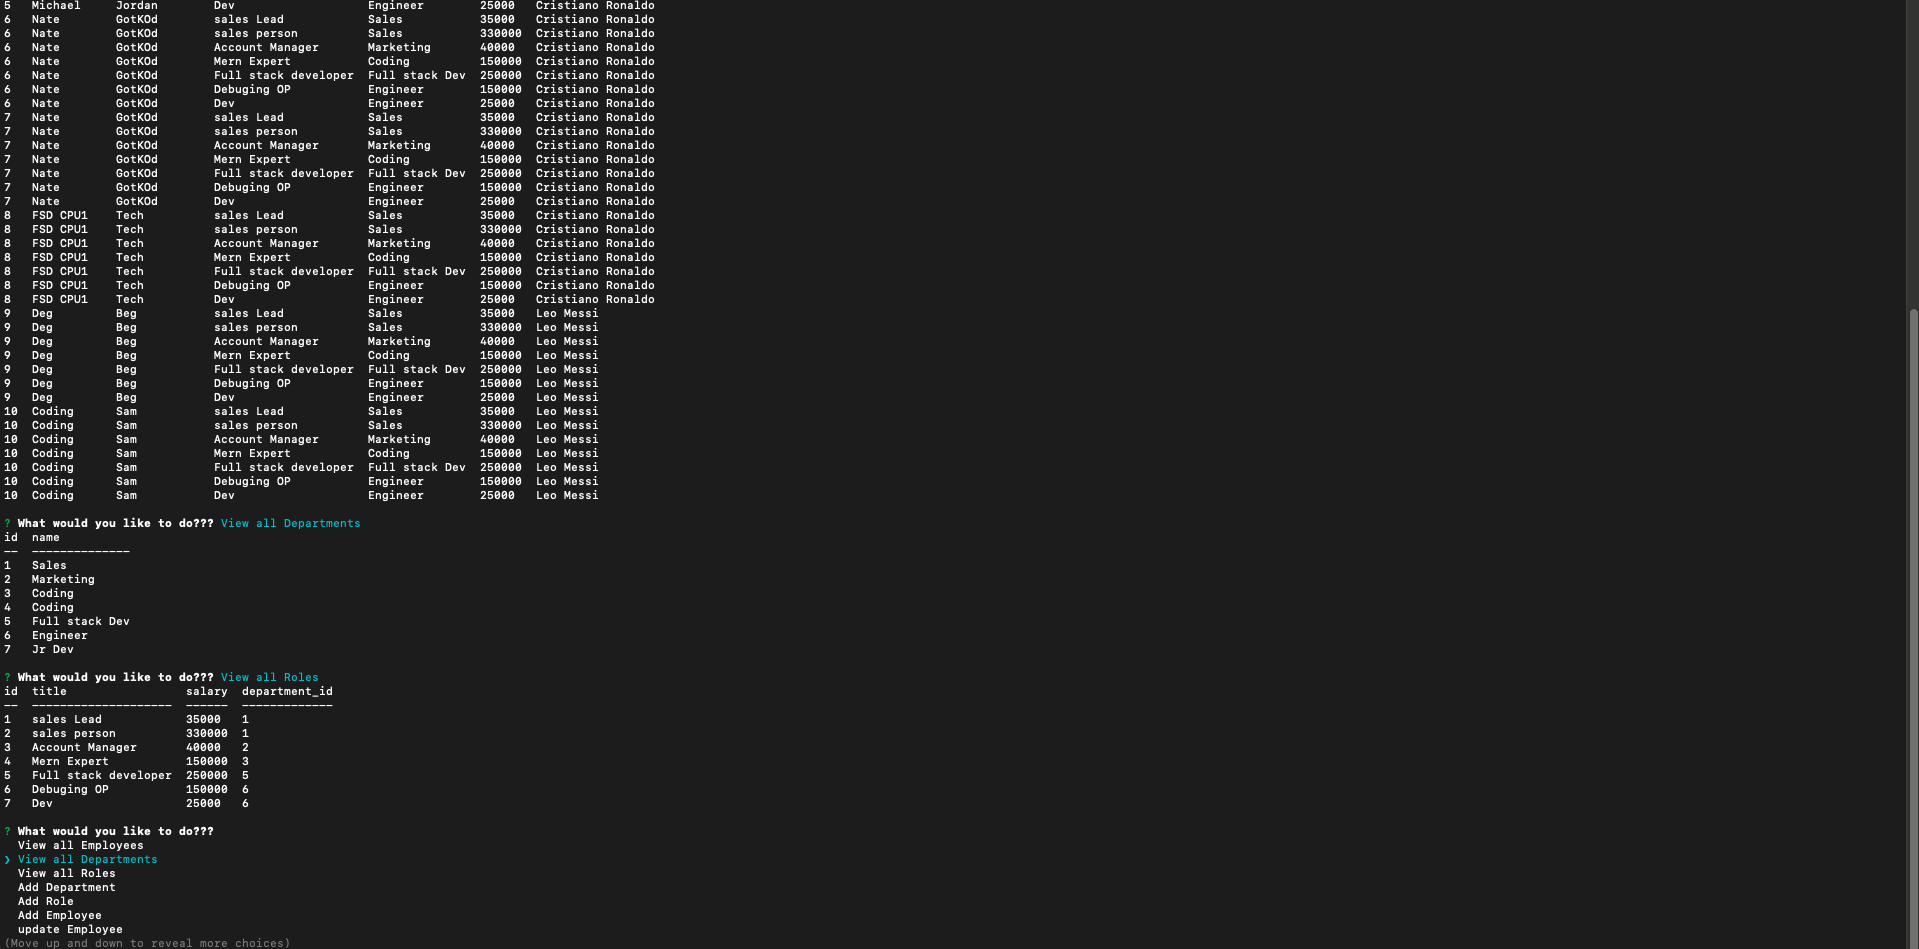 5  Michael     Jordan        Dev                   Engineer        25000   Cristiano Ronaldo
6  Nate        GotKOd        sales Lead            Sales           35000   Cristiano Ronaldo
6  Nate        GotKOd        sales person          Sales           330000  Cristiano Ronaldo
6  Nate        GotKOd        Account Manager       Marketing       40000   Cristiano Ronaldo
6  Nate        GotKOd        Mern Expert           Coding          150000  Cristiano Ronaldo
6  Nate        GotKOd        Full stack developer  Full stack Dev  250000  Cristiano Ronaldo
6  Nate        GotKOd        Debuging OP           Engineer        150000  Cristiano Ronaldo
6  Nate        GotKOd        Dev                   Engineer        25000   Cristiano Ronaldo
7  Nate        GotKOd        sales Lead            Sales           35000   Cristiano Ronaldo
7  Nate        GotKOd        sales person          Sales           330000  Cristiano Ronaldo
7  Nate        GotKOd        Account Manager       Marketing       40000   Cristiano Ronaldo
7  Nate        GotKOd        Mern Expert           Coding          150000  Cristiano Ronaldo
7  Nate        GotKOd        Full stack developer  Full stack Dev  250000  Cristiano Ronaldo
7  Nate        GotKOd        Debuging OP           Engineer        150000  Cristiano Ronaldo
7  Nate        GotKOd        Dev                   Engineer        25000   Cristiano Ronaldo
8  FSD CPU1    Tech          sales Lead            Sales           35000   Cristiano Ronaldo
8  FSD CPU1    Tech          sales person          Sales           330000  Cristiano Ronaldo
8  FSD CPU1    Tech          Account Manager       Marketing       40000   Cristiano Ronaldo
8  FSD CPU1    Tech          Mern Expert           Coding          150000  Cristiano Ronaldo
8  FSD CPU1    Tech          Full stack developer  Full stack Dev  250000  Cristiano Ronaldo
8  FSD CPU1    Tech          Debuging OP           Engineer        150000  Cristiano Ronaldo
8  FSD CPU1    Tech          Dev                   Engineer        25000   Cristiano Ronaldo
9  Deg         Beg           sales Lead            Sales           35000   Leo Messi
9  Deg         Beg           sales person          Sales           330000  Leo Messi
9  Deg         Beg           Account Manager       Marketing       40000   Leo Messi
9  Deg         Beg           Mern Expert           Coding          150000  Leo Messi
9  Deg         Beg           Full stack developer  Full stack Dev  250000  Leo Messi
9  Deg         Beg           Debuging OP           Engineer        150000  Leo Messi
9  Deg         Beg           Dev                   Engineer        25000   Leo Messi
10  Coding      Sam           sales Lead            Sales           35000   Leo Messi
10  Coding      Sam           sales person          Sales           330000  Leo Messi
10  Coding      Sam           Account Manager       Marketing       40000   Leo Messi
10  Coding      Sam           Mern Expert           Coding          150000  Leo Messi
10  Coding      Sam           Full stack developer  Full stack Dev  250000  Leo Messi
10  Coding      Sam           Debuging OP           Engineer        150000  Leo Messi
10  Coding      Sam           Dev                   Engineer        25000   Leo Messi
? What would you like to do??? View all Departments
id  name
--  --------------
1   Sales
2   Marketing
3   Coding
4   Coding
5   Full stack Dev
6   Engineer
7   Jr Dev
? What would you like to do??? View all Roles
id  title                 salary  department_id
--  --------------------  ------  -------------
1   sales Lead            35000   1
2   sales person          330000  1
3   Account Manager       40000   2
4   Mern Expert           150000  3
5   Full stack developer  250000  5
6   Debuging OP           150000  6
7   Dev                   25000   6
? What would you like to do???
View all Employees
❯ View all Departments
View all Roles
Add Department
Add Role
Add Employee
update Employee
(Move up and down to reveal more choices)